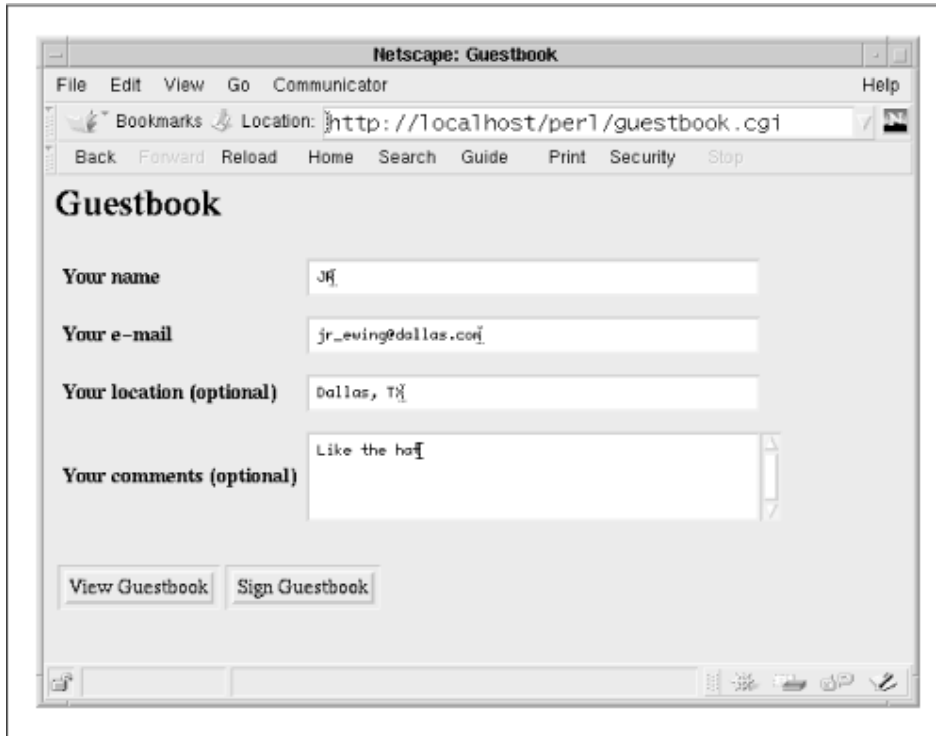 Netscape: Guestbook
File Edit View Go Communicator Help
Bookmarks Location: http://localhost/perl/guestbook.cgi
Back Forward Reload Home Search Guide Print Security Stop
Guestbook
Your name JR
Your e-mail jr_ewing@dallas.com
Your location (optional) Dallas, TX
Your comments (optional) Like the hat
View Guestbook Sign Guestbook